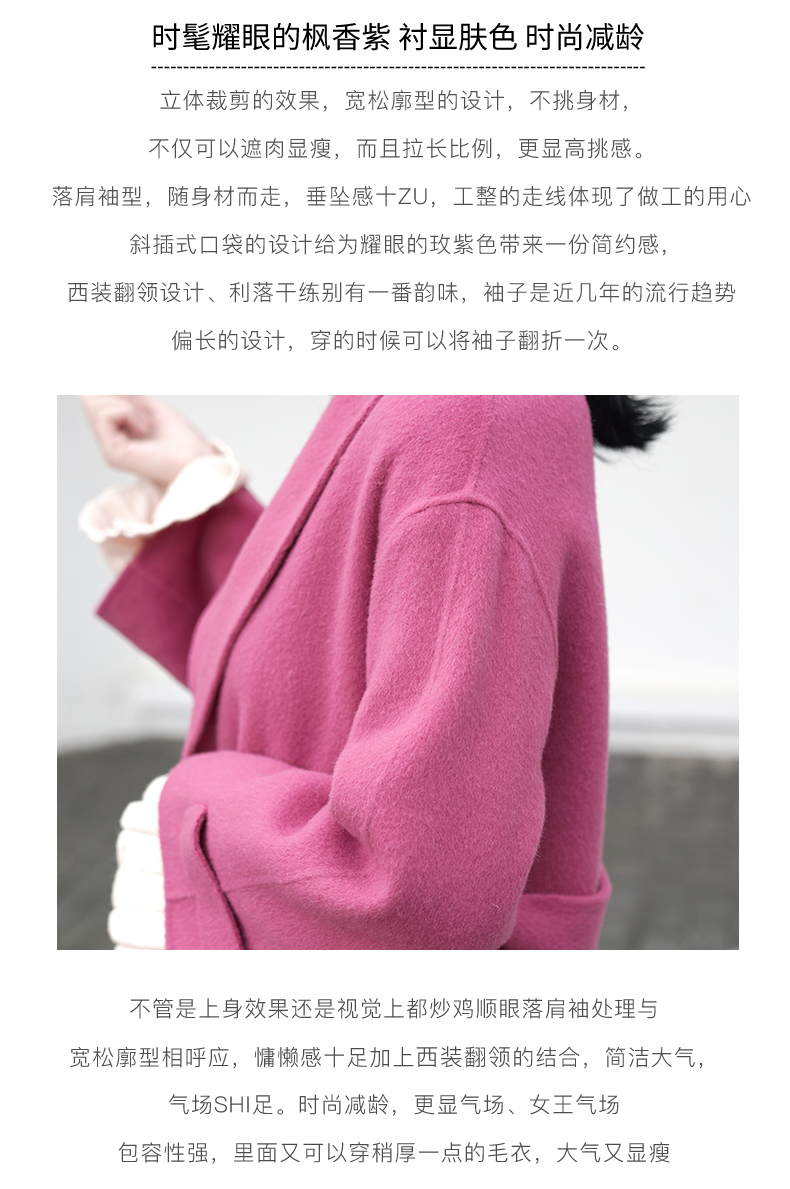 时髦耀眼的枫香紫 衬显肤色 时尚减龄
立体裁剪的效果，宽松廓型的设计，不挑身材，
不仅可以遮肉显瘦，而且拉长比例，更显高挑感。
落肩袖型，随身材而走，垂坠感十ZU，工整的走线体现了做工的用心
斜插式口袋的设计给为耀眼的玫紫色带来一份简约感，
西装翻领设计、利落干练别有一番韵味，袖子是近几年的流行趋势
偏长的设计，穿的时候可以将袖子翻折一次。
不管是上身效果还是视觉上都炒鸡顺眼落肩袖处理与
宽松廓型相呼应，慵懒感十足加上西装翻领的结合，简洁大气，
气场SHI足。时尚减龄，更显气场、女王气场
包容性强，里面又可以穿稍厚一点的毛衣，大气又显瘦